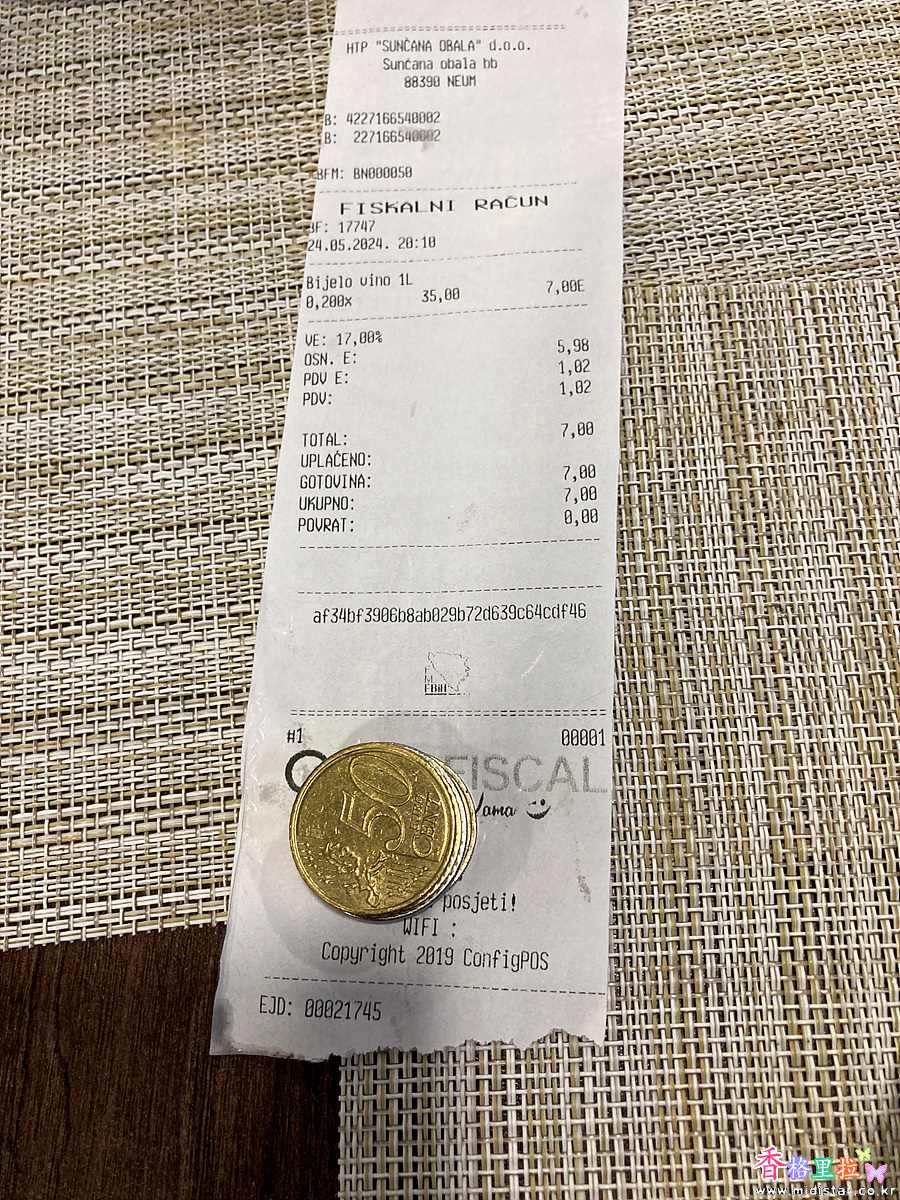 HTP "SUNČANA OBALA" d.o.o.
Sunčana obala bb
88390 NEUM
B: 4227166540002
B: 227166540002
BFM: BN000050
FISKALNI RAČUN
BF: 17747
24.05.2024. 20:10
Bijelo vino 1L
0,200x 35,00 7,00E
VE: 17,00%
OSN. E: 5,98
PDV E: 1,02
PDV: 1,02
TOTAL: 7,00
UPLAĆENO:
GOTOVINA: 7,00
UKUPNO: 7,00
POVRAT: 0,00
af34bf3906b8ab029b72d639c64cdf46
FM
FBiH
#1 00001
FISCAL
Vama
50
EURO
CENT
posjeti!
WIFI :
Copyright 2019 ConfigPOS
EJD: 00021745
香格里拉
www.midistar.co.kr